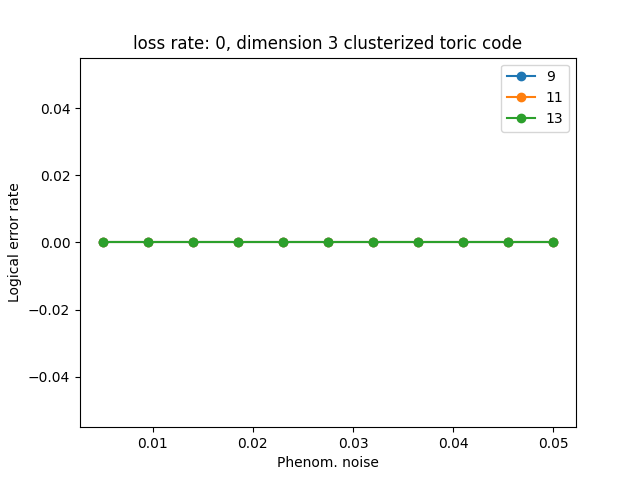 loss rate: 0, dimension 3 clusterized toric code
9
11
13
0.04
0.02
0.00
−0.02
−0.04
Logical error rate
0.01 0.02 0.03 0.04 0.05
Phenom. noise